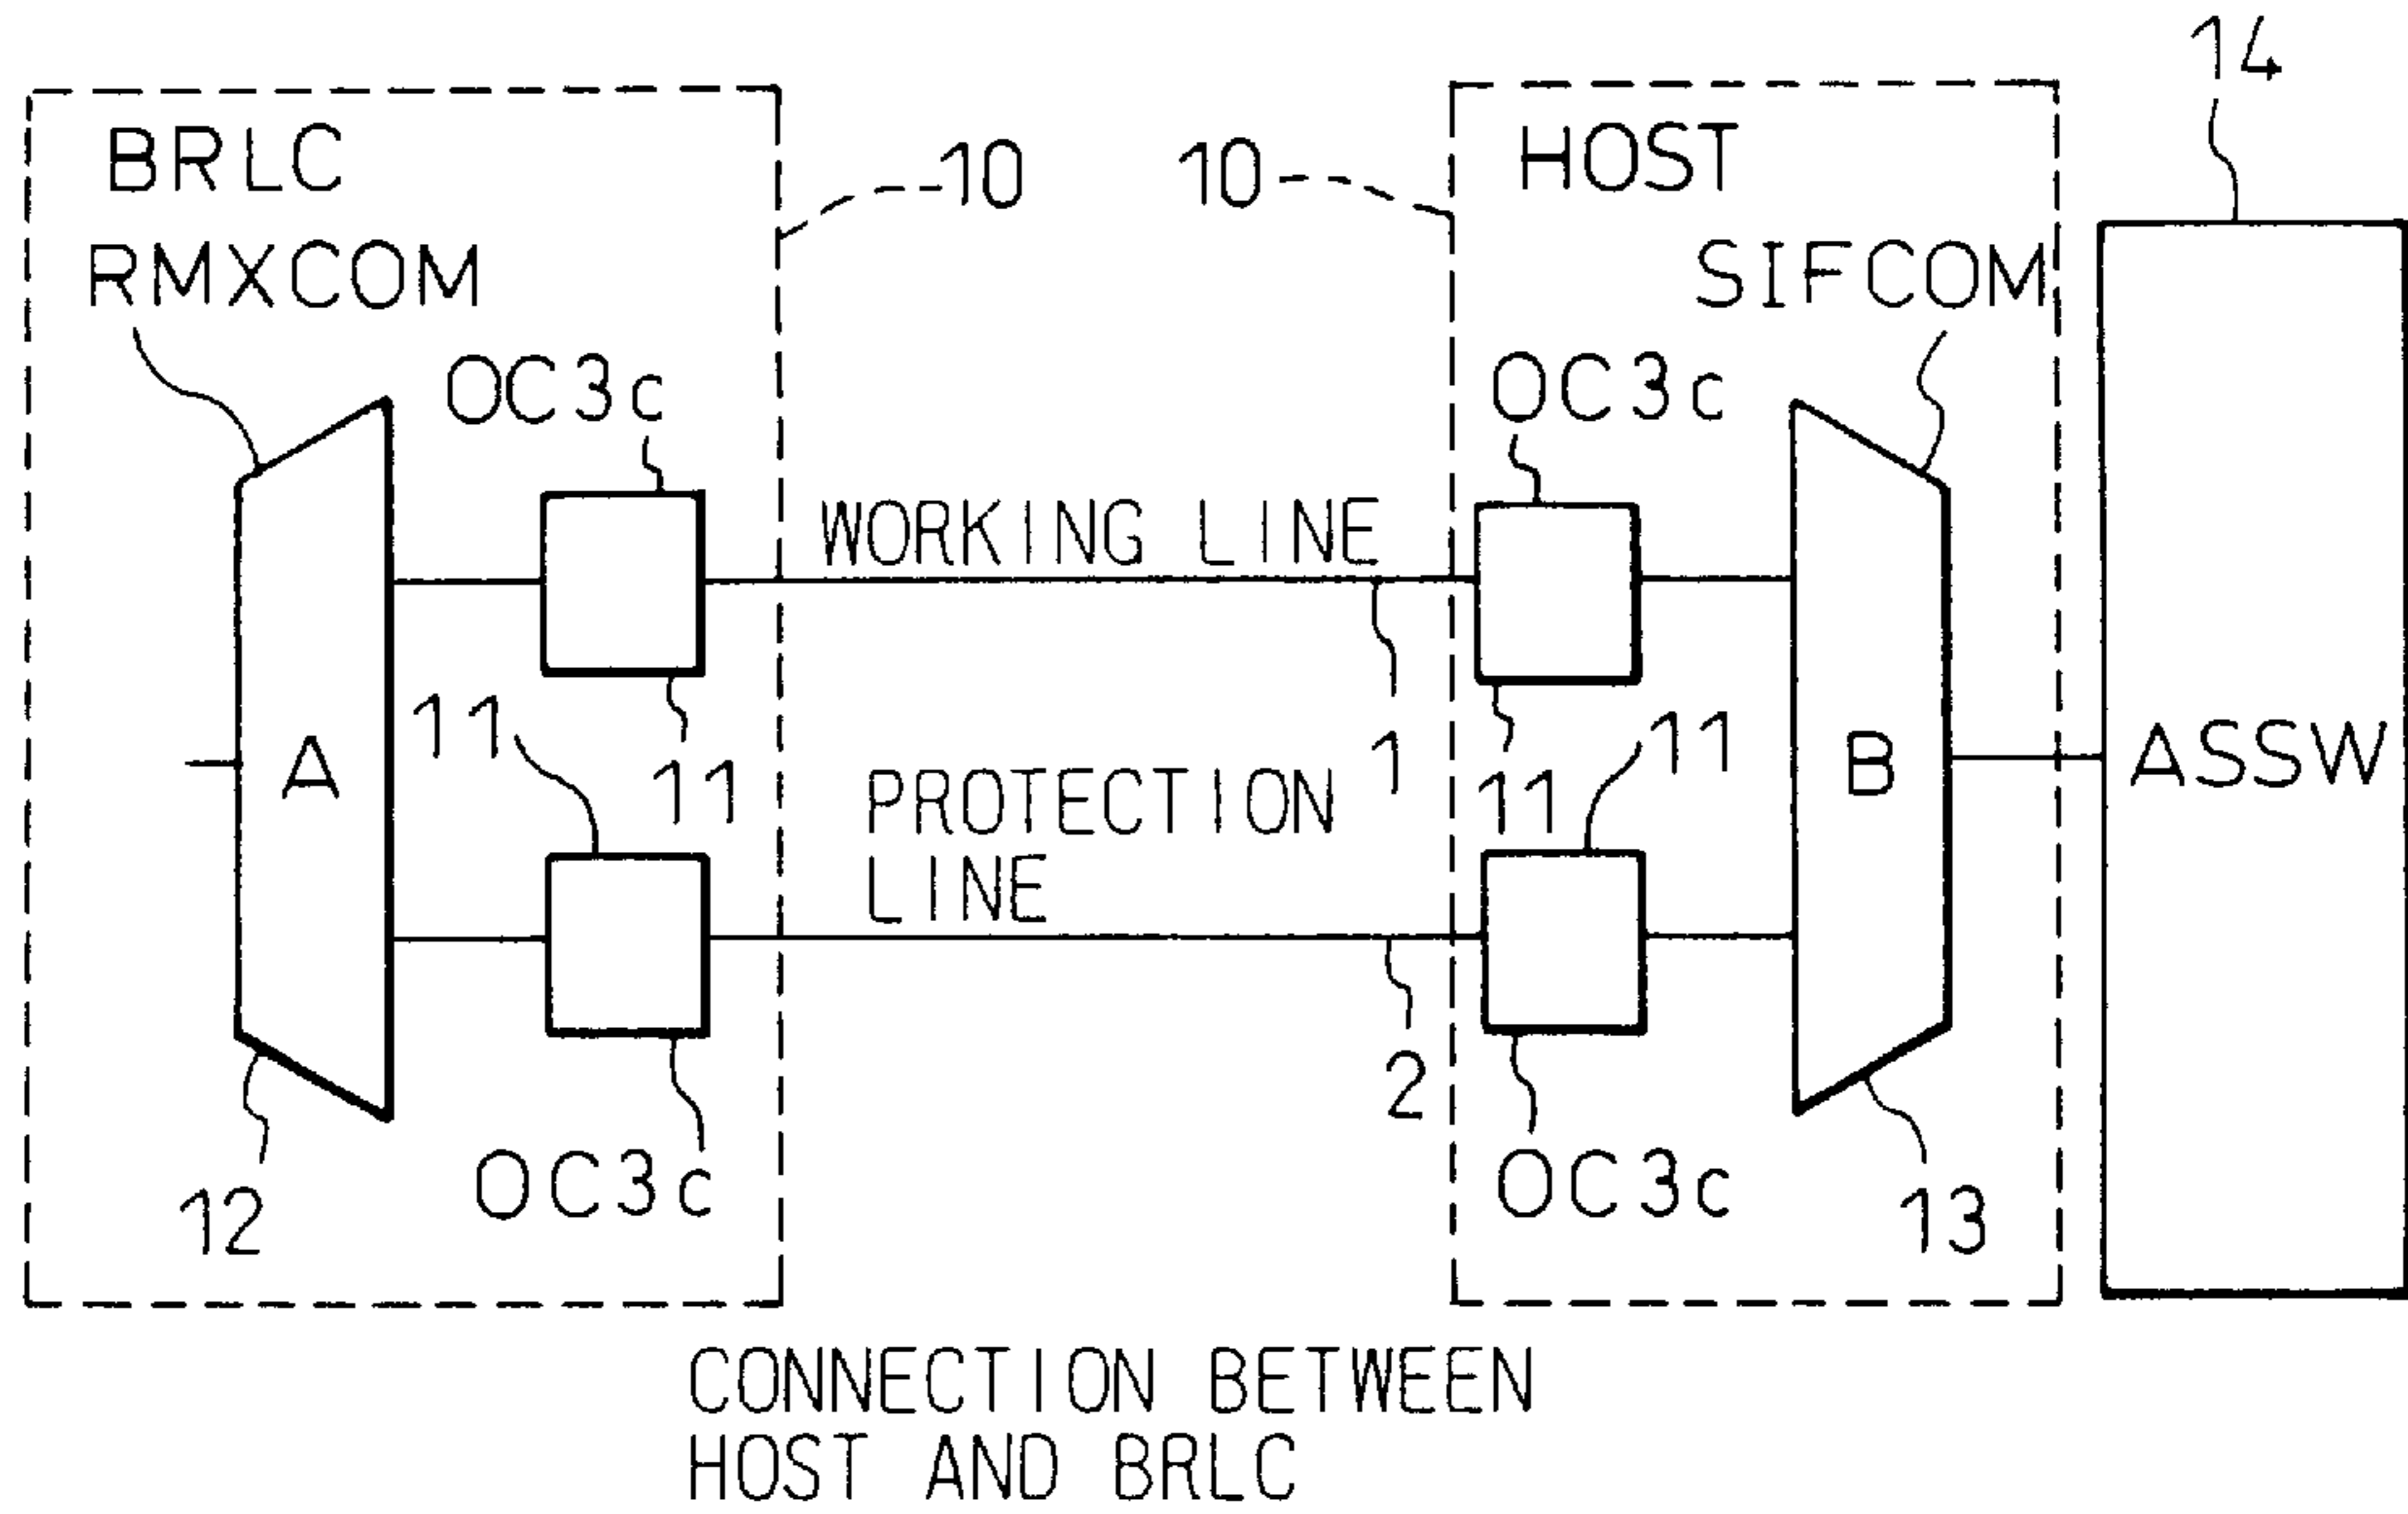 14
BRLC
10
10
HOST
RMXCOM
SIFCOM
OC3c
OC3c
WORKING LINE
11
11
1
11
11
A
B
ASSW
PROTECTION
LINE
2
OC3c
OC3c
12
13
CONNECTION BETWEEN
HOST AND BRLC